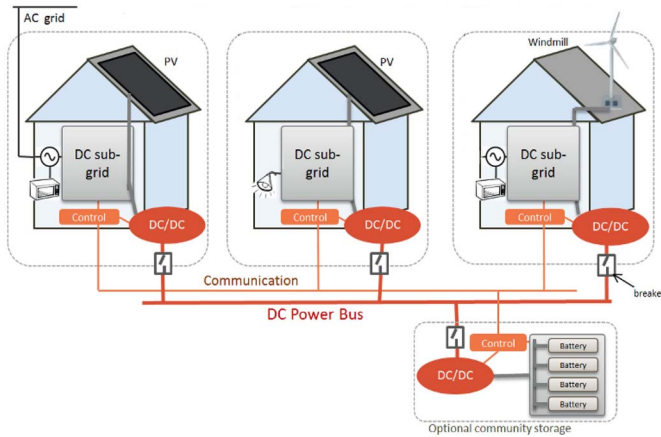 AC grid
PV
PV
Windmill
DC sub-
grid
DC sub-
grid
DC sub-
grid
Control
DC/DC
Control
DC/DC
Control
DC/DC
Communication
breake
DC Power Bus
Control
DC/DC
Battery
Battery
Battery
Battery
Optional community storage